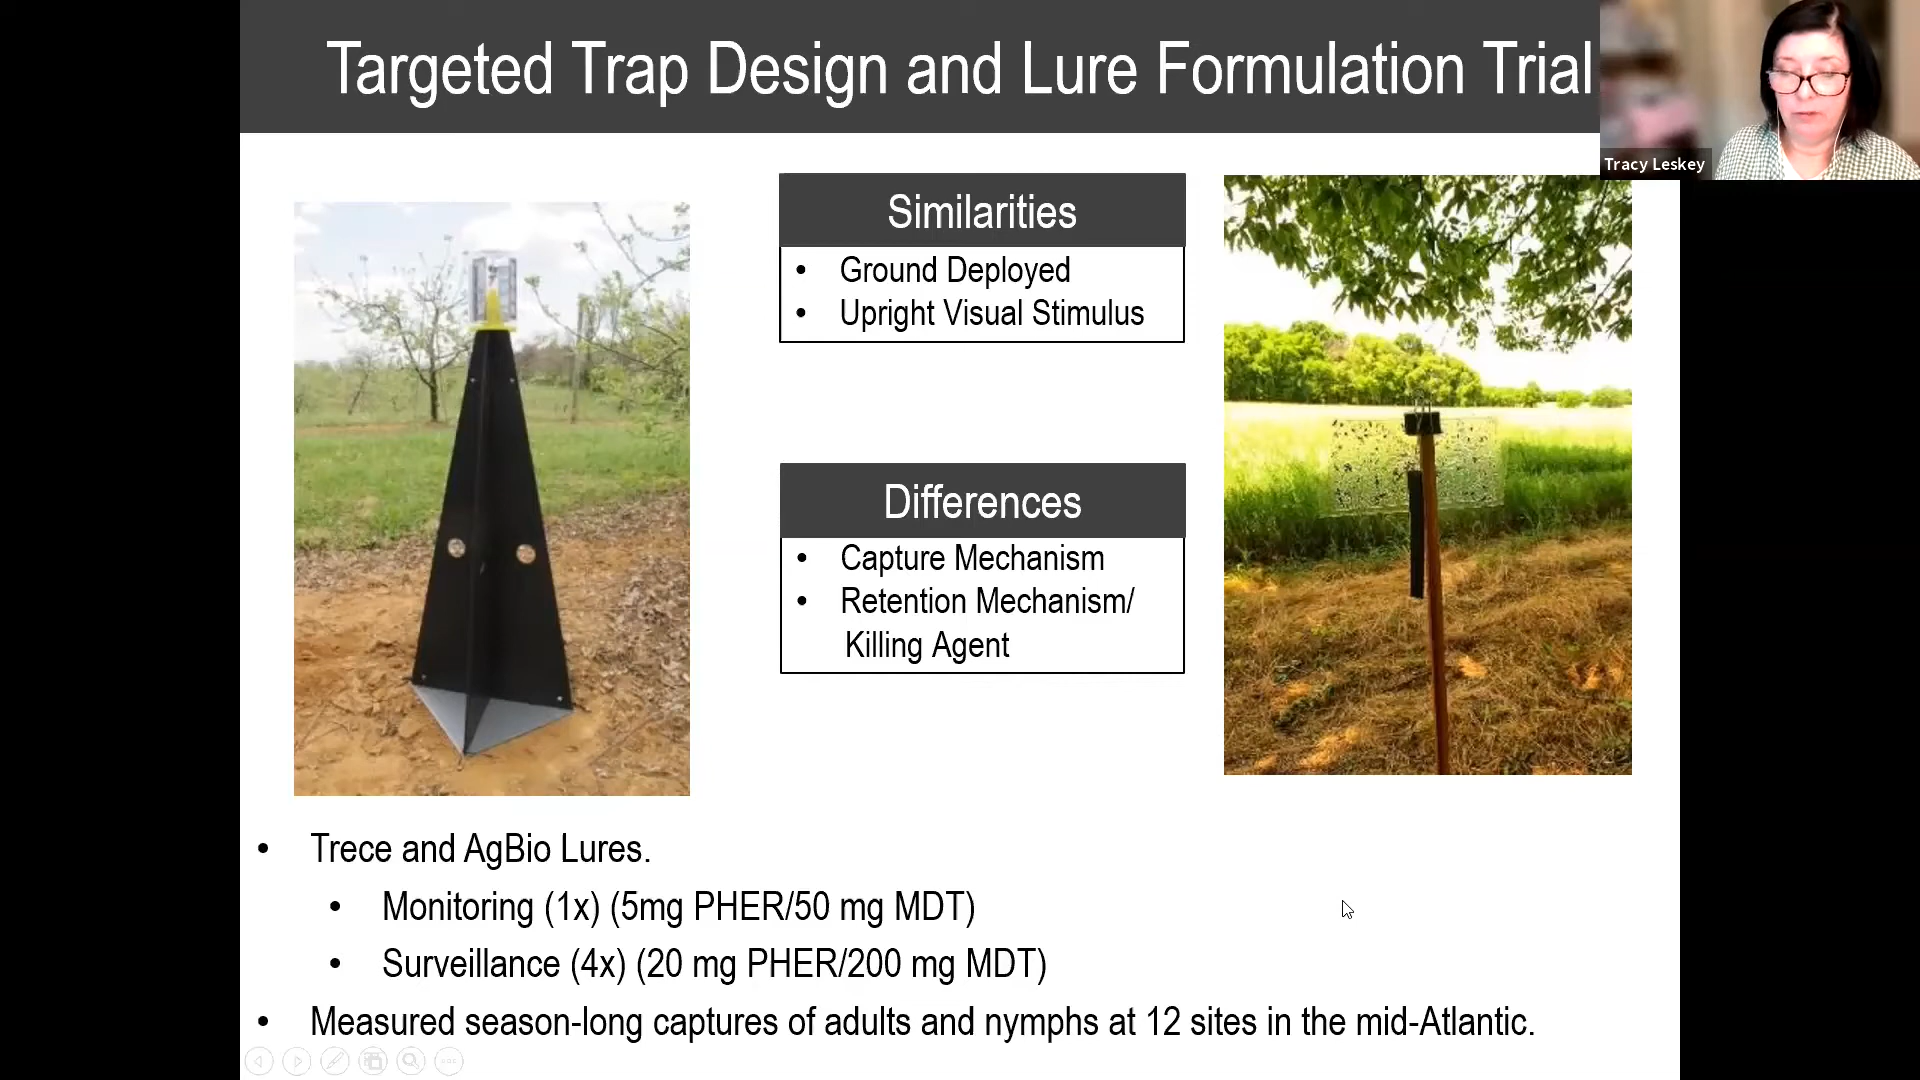 Targeted Trap Design and Lure Formulation Trial
Tracy Leskey
Similarities
• Ground Deployed
• Upright Visual Stimulus
Differences
• Capture Mechanism
• Retention Mechanism/
Killing Agent
• Trece and AgBio Lures.
• Monitoring (1x) (5mg PHER/50 mg MDT)
• Surveillance (4x) (20 mg PHER/200 mg MDT)
• Measured season-long captures of adults and nymphs at 12 sites in the mid-Atlantic.